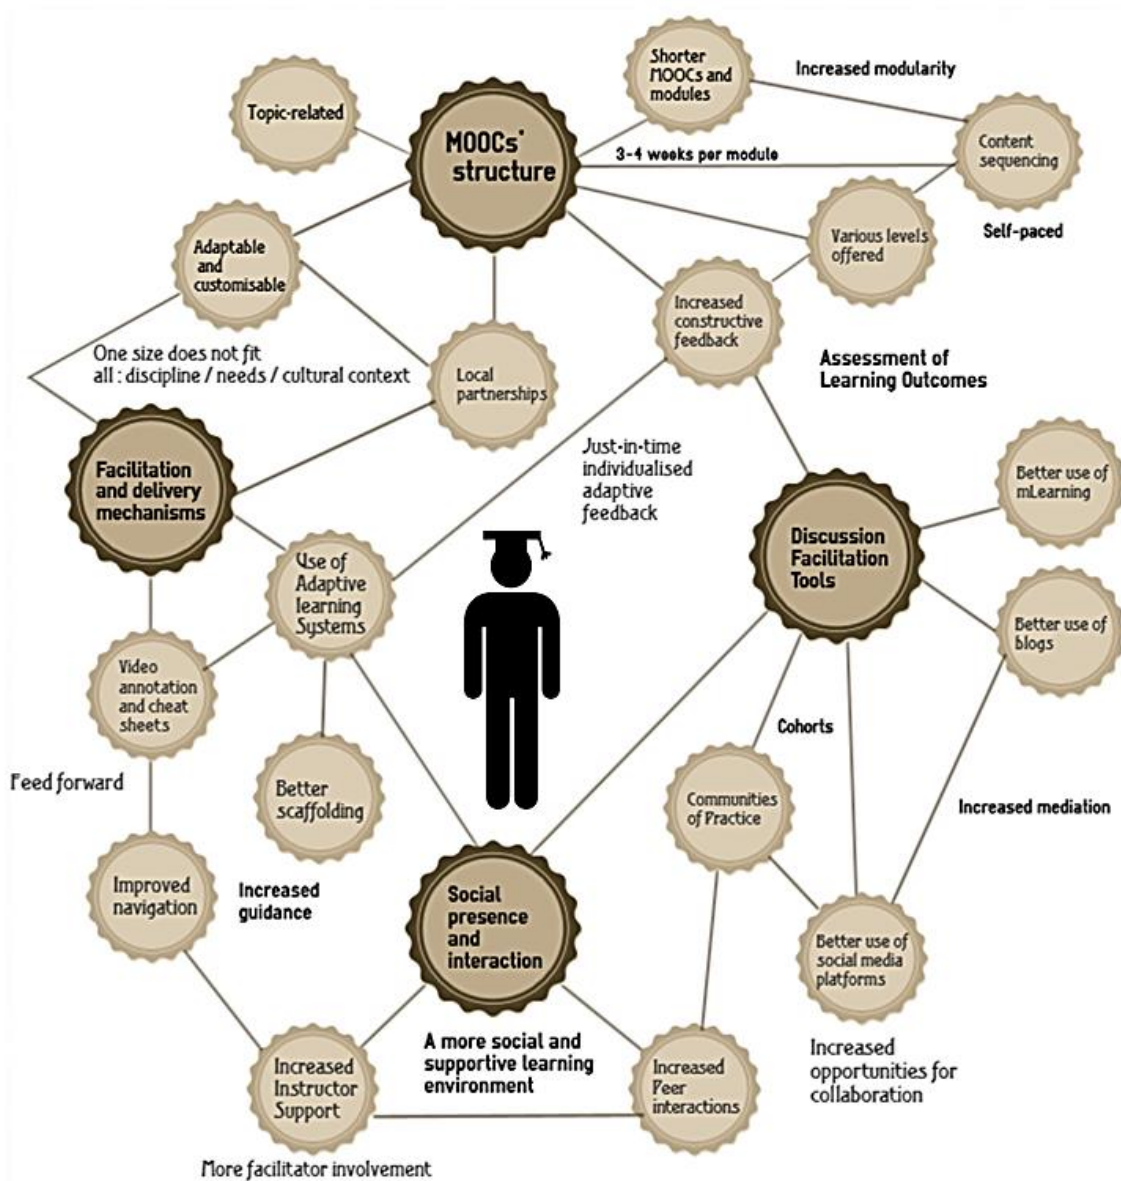 Shorter
MOOCs and
modules
Increased modularity
Topic-related
MOOCs'
structure
3-4 weeks per module
Content
sequencing
Self-paced
Various levels
offered
Adaptable
and
customisable
Increased
constructive
feedback
One size does not fit
all : discipline / needs / cultural context
Local
partnerships
Assessment of
Learning Outcomes
Facilitation
and delivery
mechanisms
Just-in-time
individualised
adaptive
feedback
Better use of
mLearning
Discussion
Facilitation
Tools
Use of
Adaptive
learning
Systems
Better use of
blogs
Video
annotation
and cheat
sheets
Cohorts
Feed forward
Better
scaffolding
Communities
of Practice
Increased mediation
Improved
navigation
Increased
guidance
Social
presence
and
interaction
Better use of
social media
platforms
A more social and
supportive learning
environment
Increased
Instructor
Support
Increased
Peer
interactions
Increased
opportunities for
collaboration
More facilitator involvement